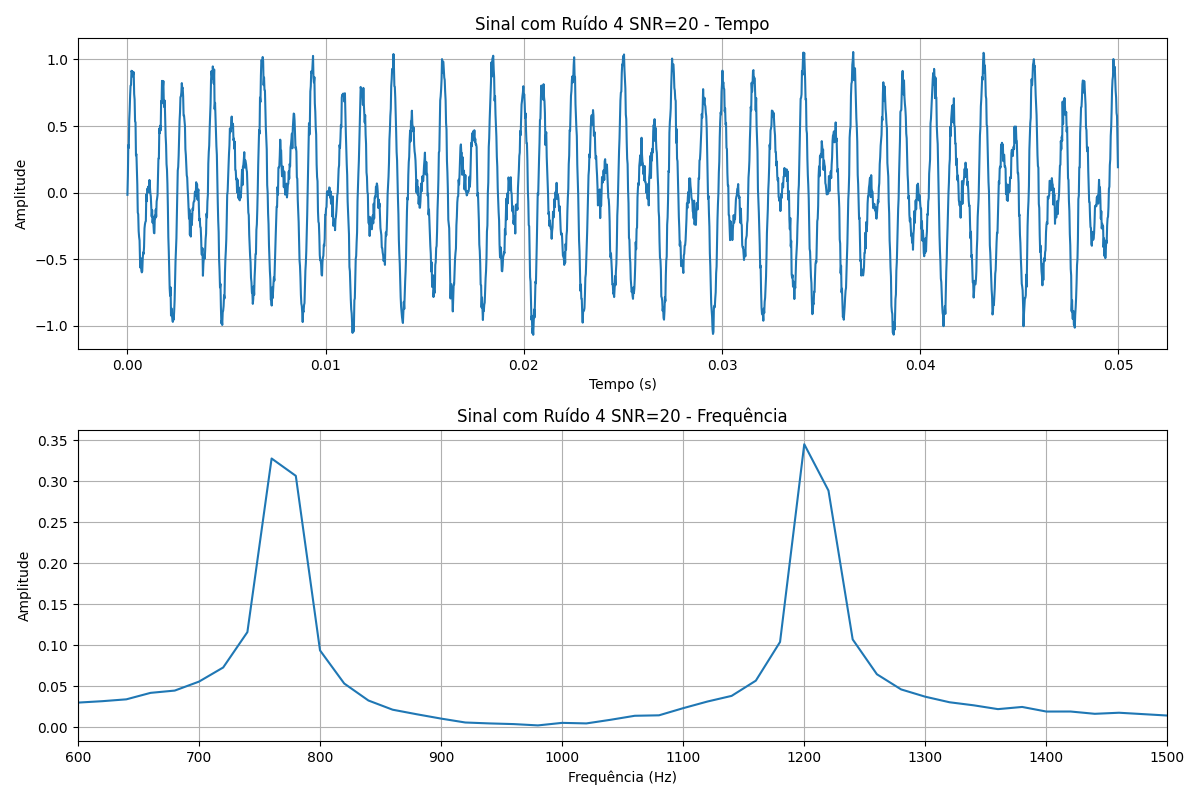 Sinal com Ruído 4 SNR=20 - Tempo
1.0
0.5
0.0
−0.5
−1.0
Amplitude
0.00 0.01 0.02 0.03 0.04 0.05
Tempo (s)
Sinal com Ruído 4 SNR=20 - Frequência
0.35
0.30
0.25
0.20
0.15
0.10
0.05
0.00
Amplitude
600 700 800 900 1000 1100 1200 1300 1400 1500
Frequência (Hz)